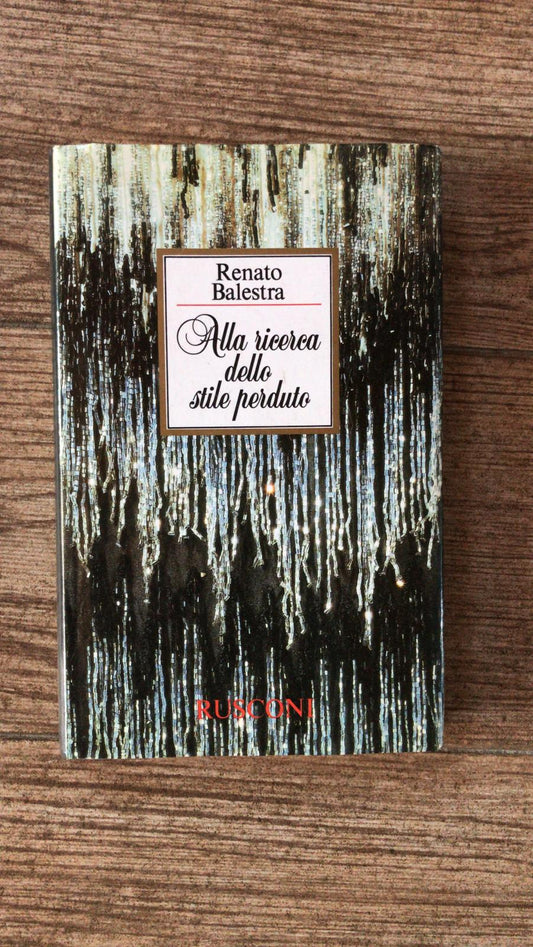 Renato
Balestra
Alla ricerca
dello
stile perduto
RUSCONI